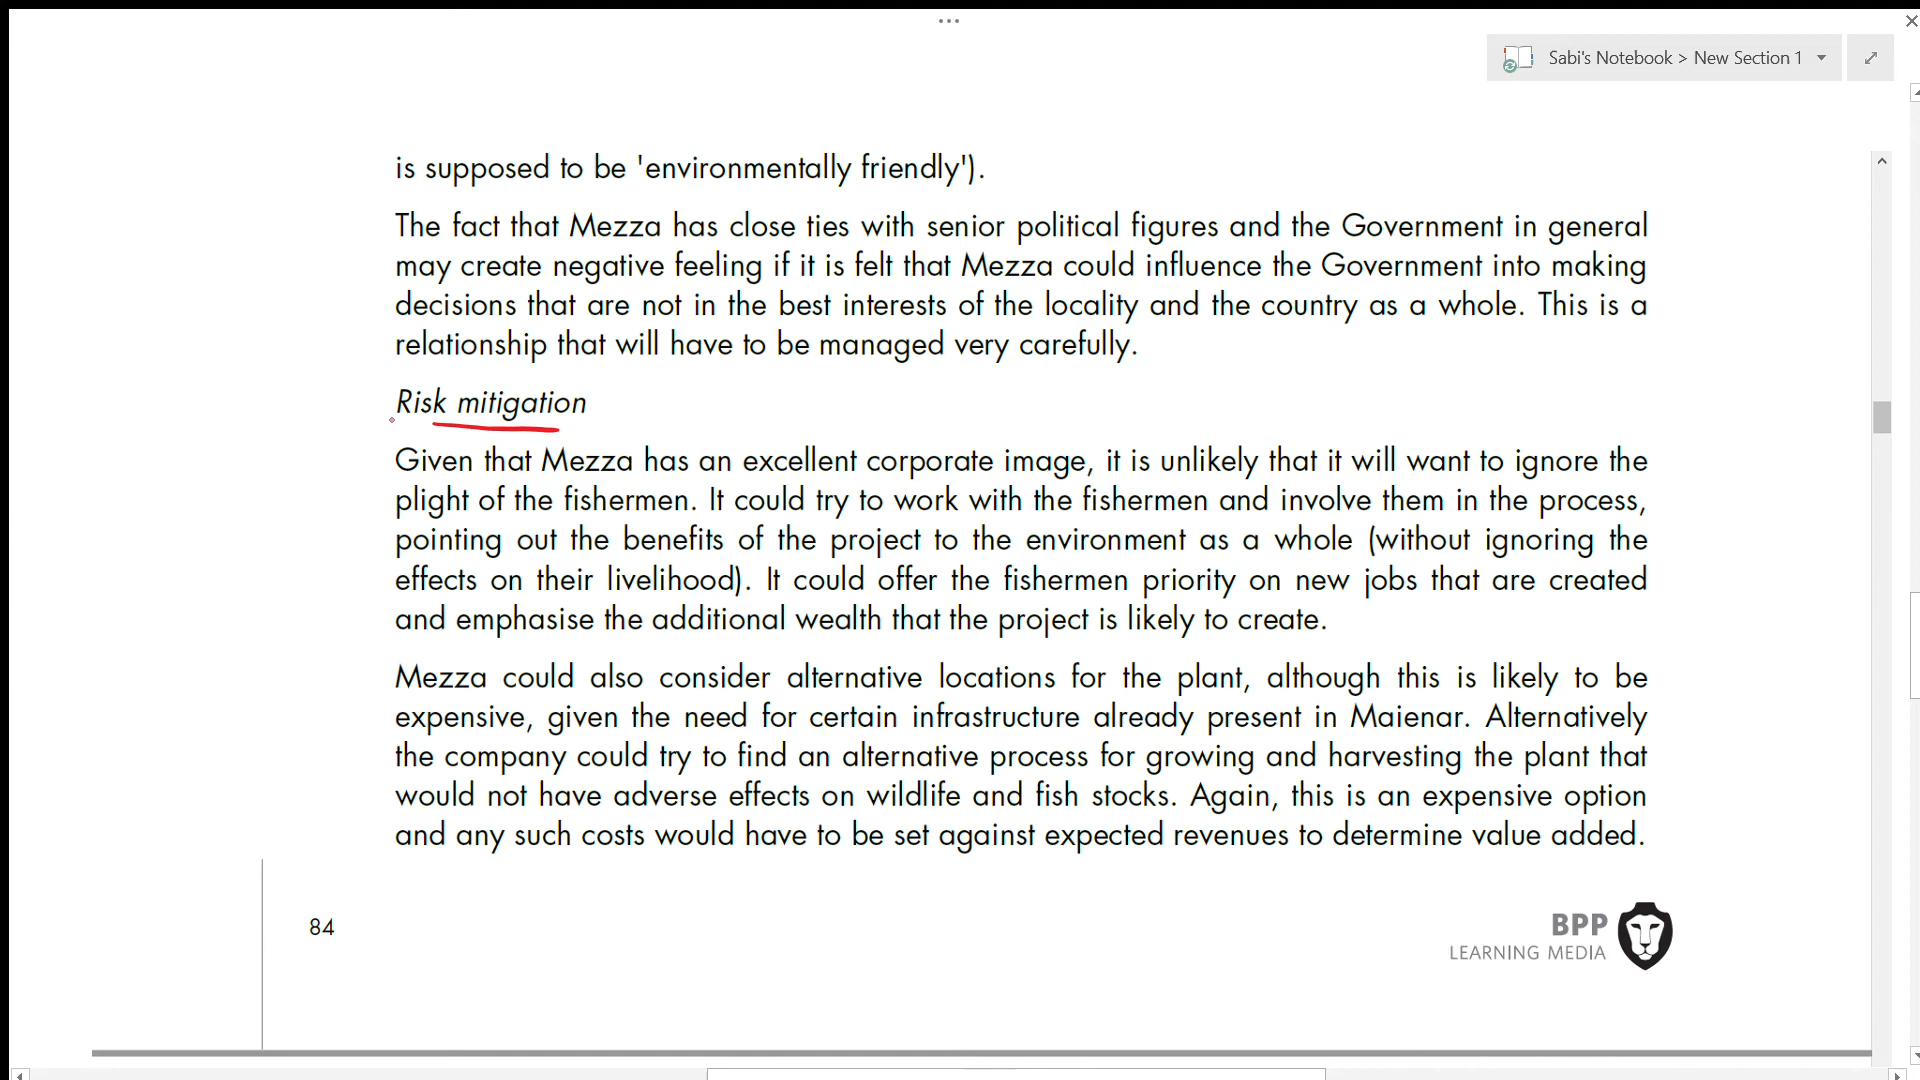 Sabi's Notebook > New Section 1
is supposed to be 'environmentally friendly').
The fact that Mezza has close ties with senior political figures and the Government in general
may create negative feeling if it is felt that Mezza could influence the Government into making
decisions that are not in the best interests of the locality and the country as a whole. This is a
relationship that will have to be managed very carefully.
Risk mitigation
Given that Mezza has an excellent corporate image, it is unlikely that it will want to ignore the
plight of the fishermen. It could try to work with the fishermen and involve them in the process,
pointing out the benefits of the project to the environment as a whole (without ignoring the
effects on their livelihood). It could offer the fishermen priority on new jobs that are created
and emphasise the additional wealth that the project is likely to create.
Mezza could also consider alternative locations for the plant, although this is likely to be
expensive, given the need for certain infrastructure already present in Maienar. Alternatively
the company could try to find an alternative process for growing and harvesting the plant that
would not have adverse effects on wildlife and fish stocks. Again, this is an expensive option
and any such costs would have to be set against expected revenues to determine value added.
84
BPP
LEARNING MEDIA